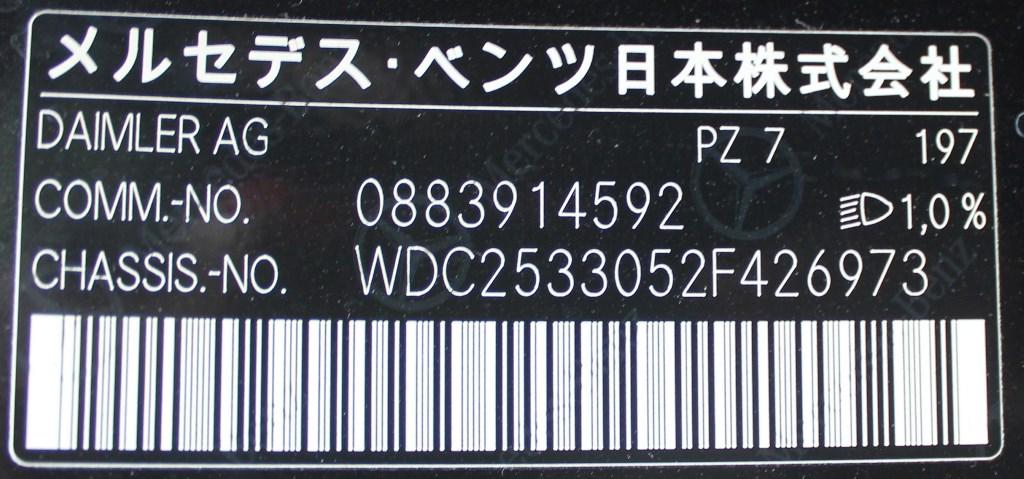 メルセデス・ベンツ日本株式会社
DAIMLER AG PZ 7 197
COMM.-NO. 0883914592 1,0 %
CHASSIS.-NO. WDC2533052F426973